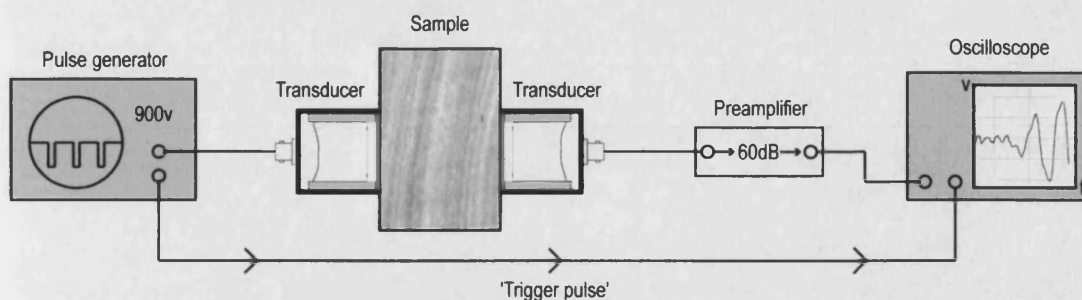 Sample
Pulse generator
Oscilloscope
Transducer
Transducer
900v
Preamplifier
60dB
V
t
'Trigger pulse'